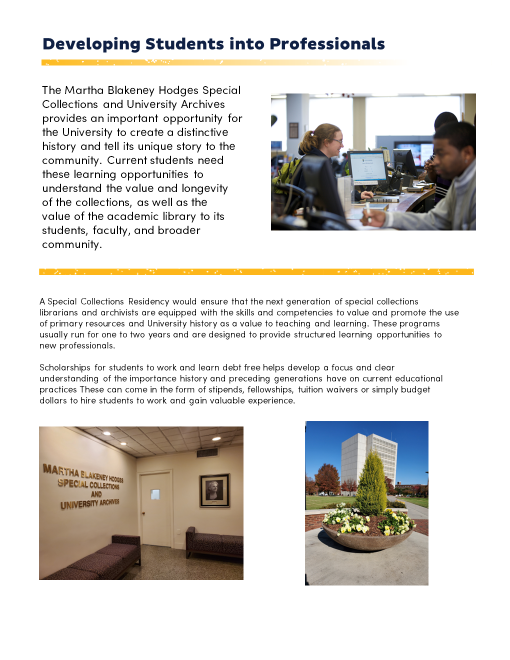 Developing Students into Professionals
The Martha Blakeney Hodges Special
Collections and University Archives
provides an important opportunity for
the University to create a distinctive
history and tell its unique story to the
community. Current students need
these learning opportunities to
understand the value and longevity
of the collections, as well as the
value of the academic library to its
students, faculty, and broader
community.
A Special Collections Residency would ensure that the next generation of special collections
librarians and archivists are equipped with the skills and competencies to value and promote the use
of primary resources and University history as a value to teaching and learning. These programs
usually run for one to two years and are designed to provide structured learning opportunities to
new professionals.
Scholarships for students to work and learn debt free helps develop a focus and clear
understanding of the importance history and preceding generations have on current educational
practices These can come in the form of stipends, fellowships, tuition waivers or simply budget
dollars to hire students to work and gain valuable experience.
MARTHA BLAKENEY HODGES
SPECIAL COLLECTIONS
AND
UNIVERSITY ARCHIVES